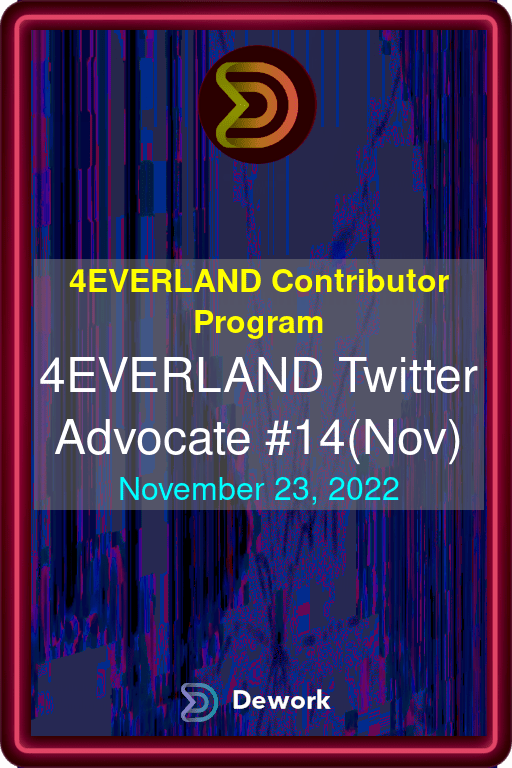 4EVERLAND Contributor
Program
4EVERLAND Twitter
Advocate #14(Nov)
November 23, 2022
Dework